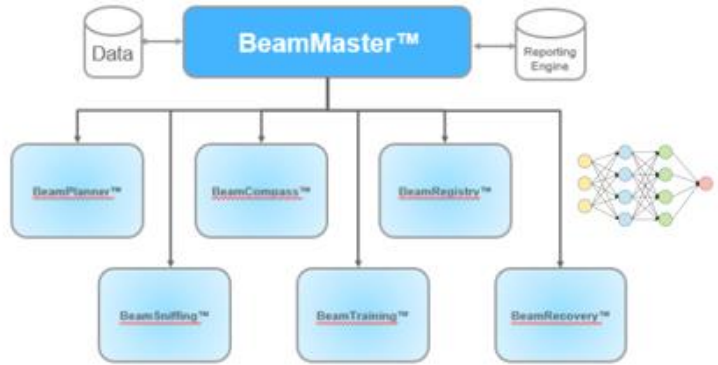 Data
BeamMaster™
Reporting
Engine
BeamPlanner™
BeamCompass™
BeamRegistry™
BeamSniffing™
BeamTraining™
BeamRecovery™